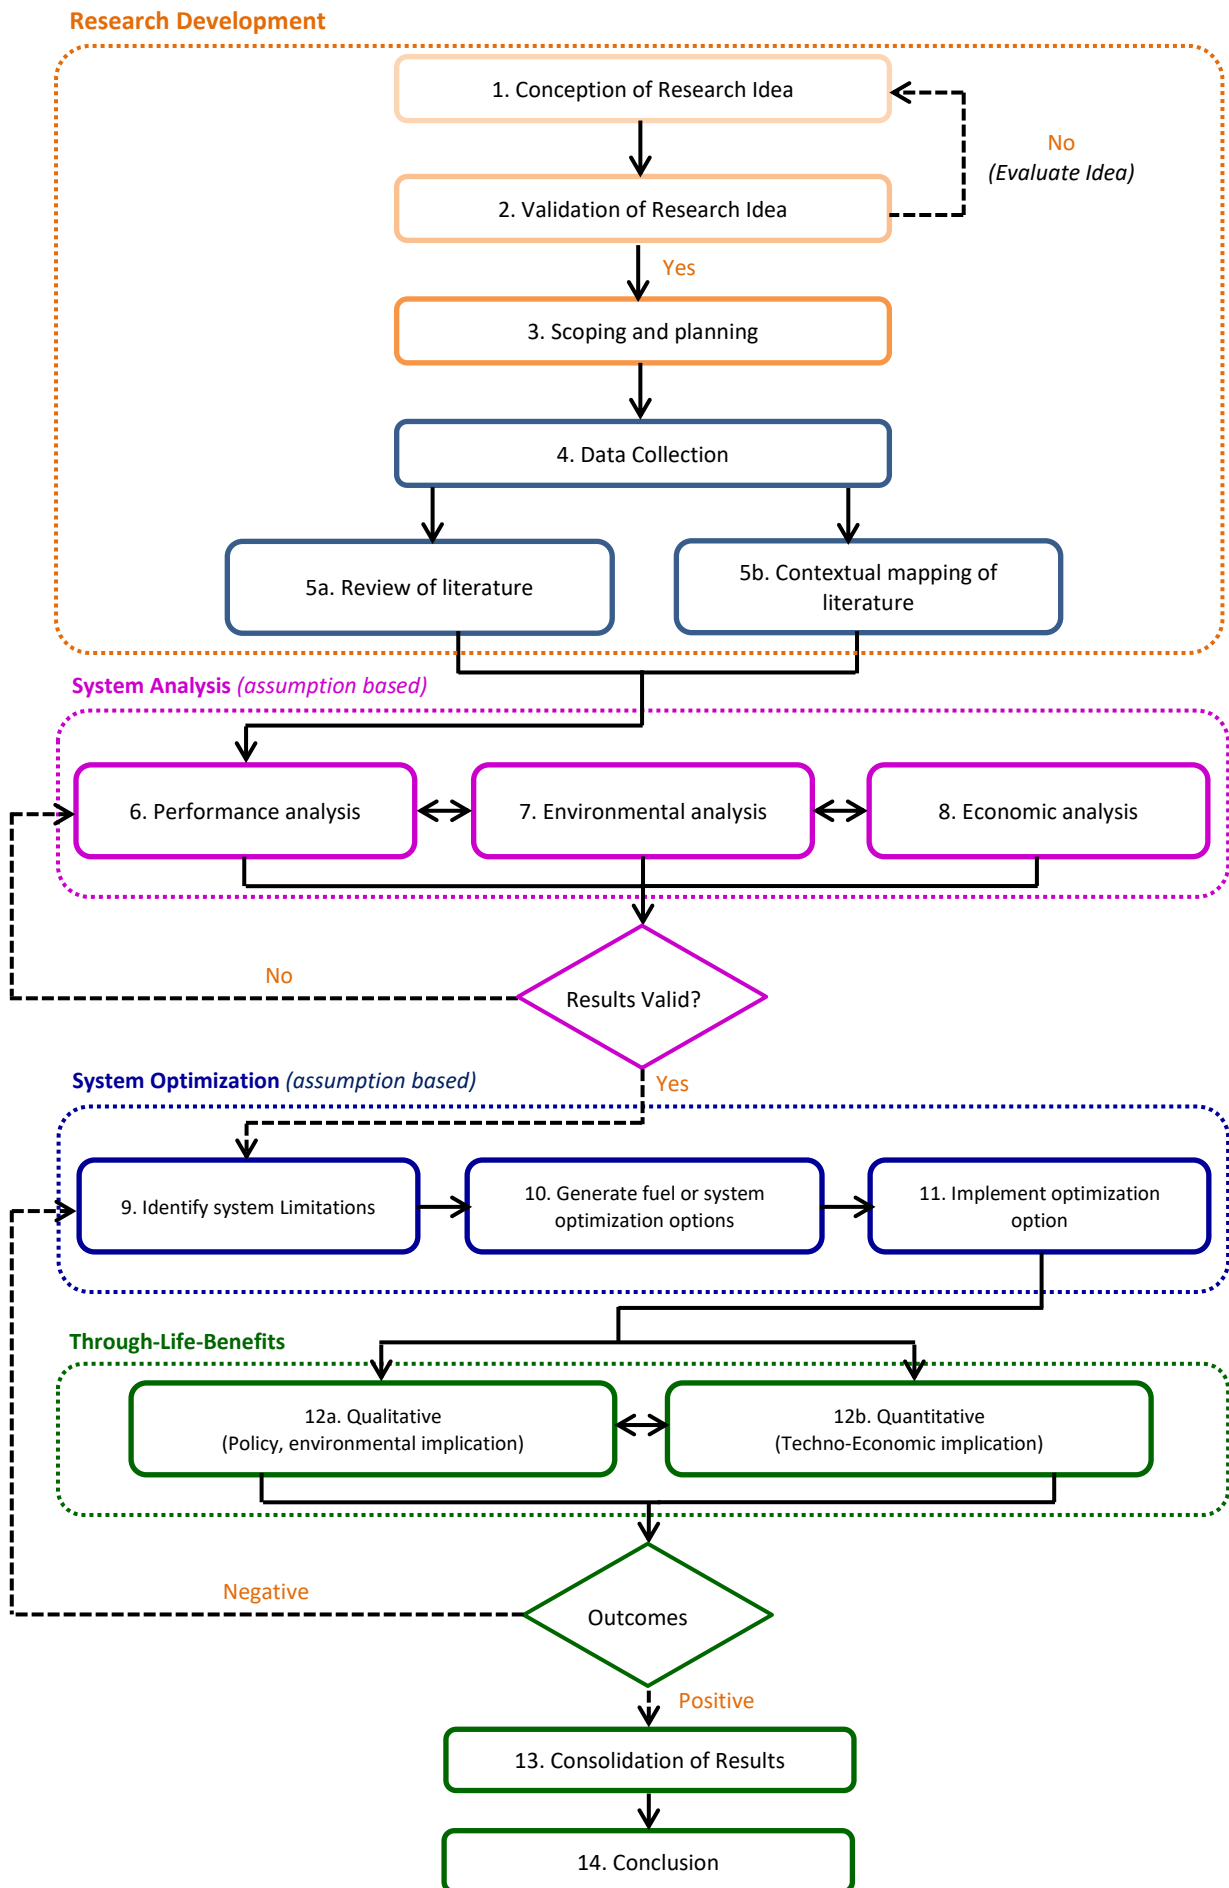 Research Development
1. Conception of Research Idea
No
(Evaluate Idea)
2. Validation of Research Idea
Yes
3. Scoping and planning
4. Data Collection
5a. Review of literature
5b. Contextual mapping of
literature
System Analysis (assumption based)
6. Performance analysis
7. Environmental analysis
8. Economic analysis
No
Results Valid?
System Optimization (assumption based)
Yes
9. Identify system Limitations
10. Generate fuel or system
optimization options
11. Implement optimization
option
Through-Life-Benefits
12a. Qualitative
(Policy, environmental implication)
12b. Quantitative
(Techno-Economic implication)
Negative
Outcomes
Positive
13. Consolidation of Results
14. Conclusion